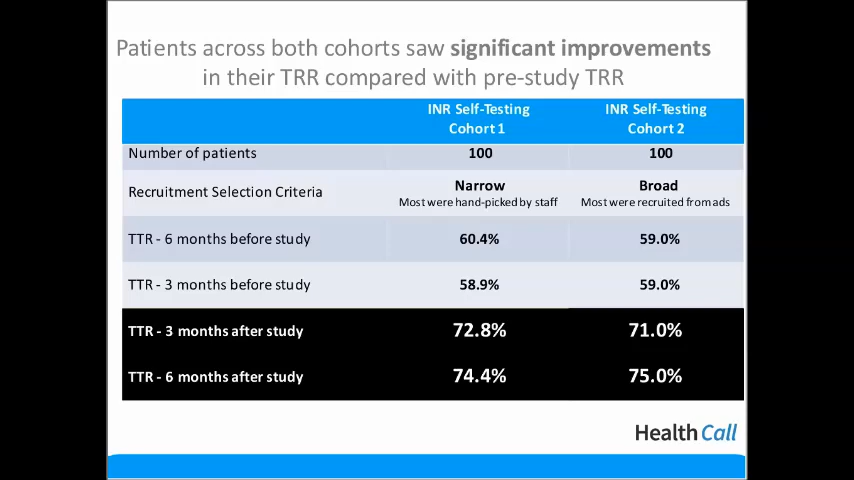 Patients across both cohorts saw significant improvements
in their TRR compared with pre-study TRR
INR Self-Testing Cohort 1
INR Self-Testing Cohort 2
Number of patients 100 100
Recruitment Selection Criteria Narrow Broad
Most were hand-picked by staff Most were recruited from ads
TTR - 6 months before study 60.4% 59.0%
TTR - 3 months before study 58.9% 59.0%
TTR - 3 months after study 72.8% 71.0%
TTR - 6 months after study 74.4% 75.0%
Health Call